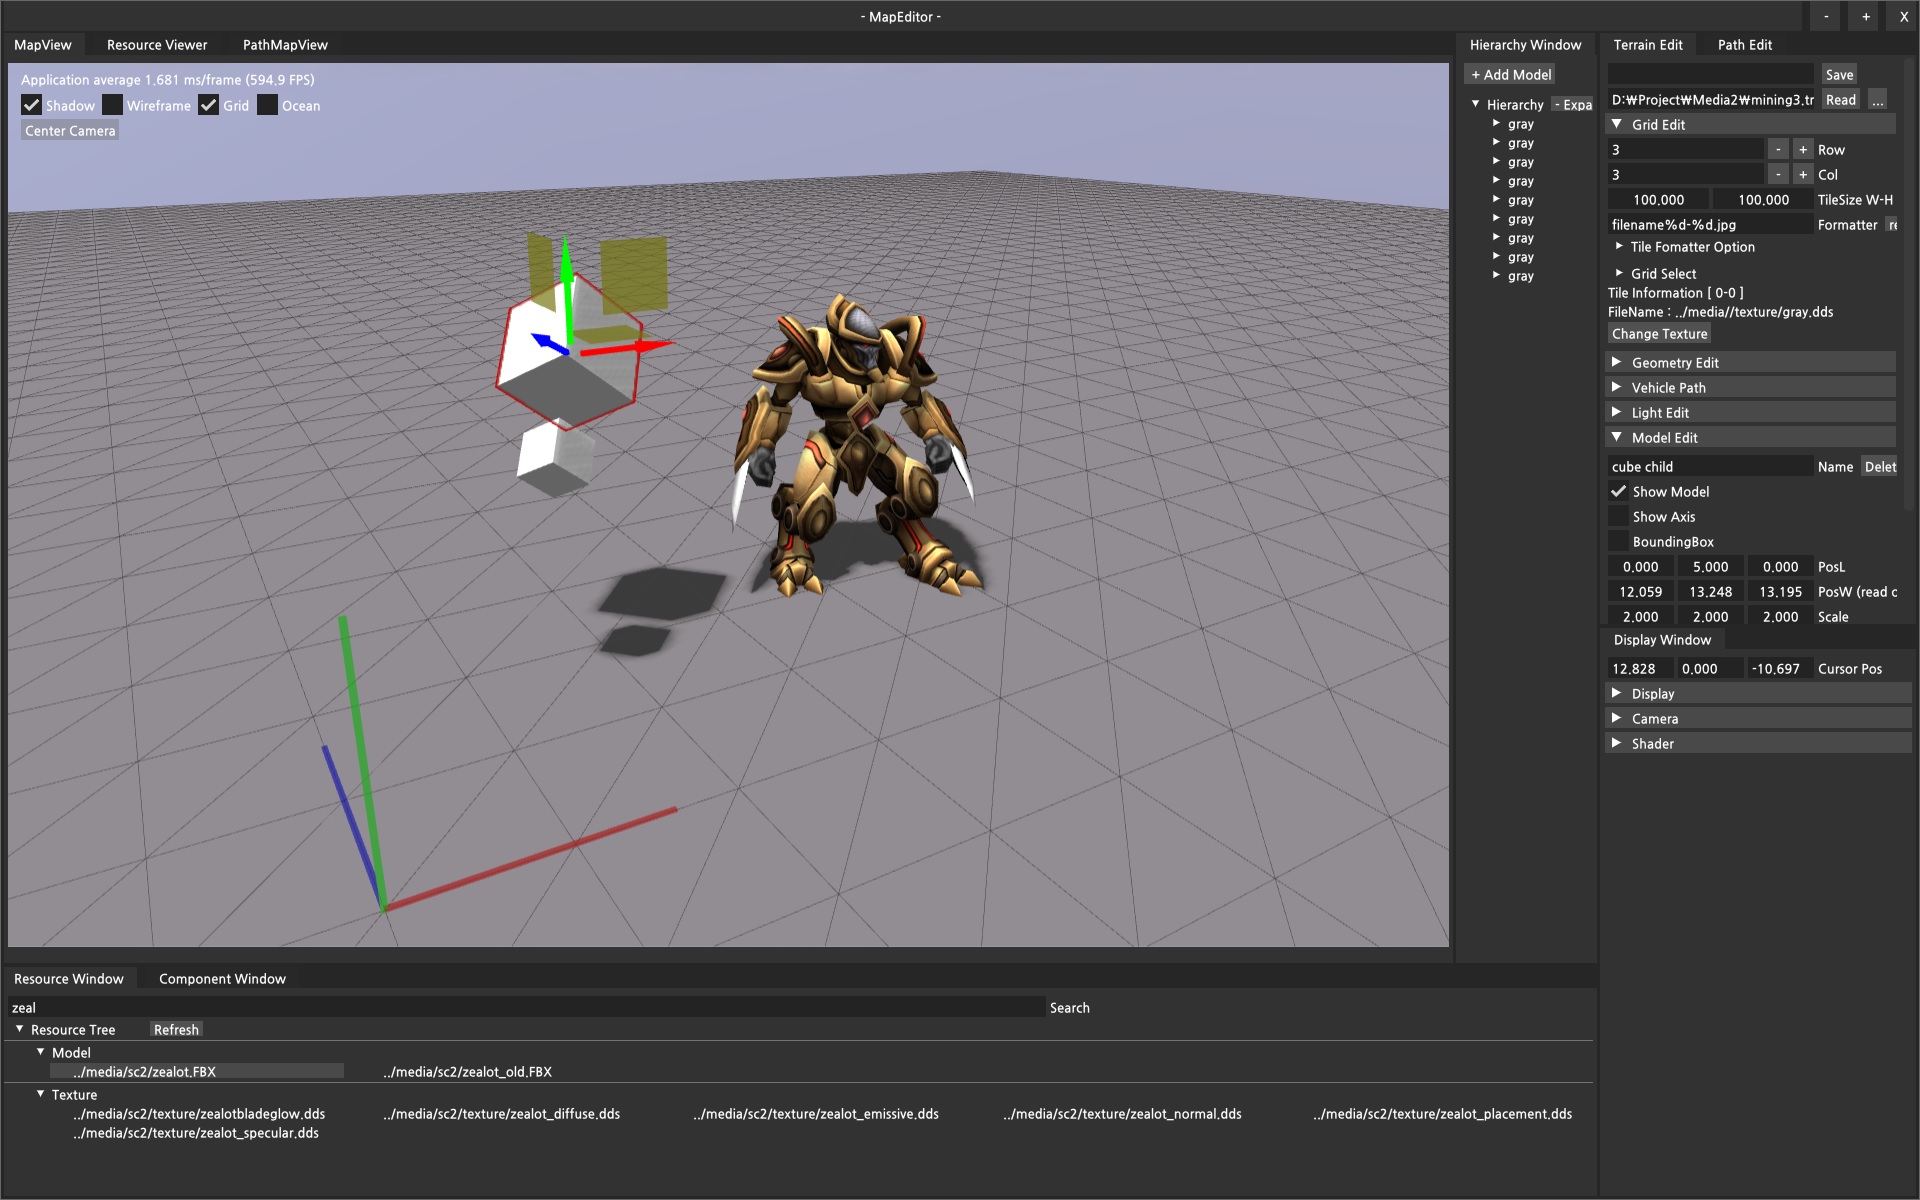 - MapEditor -
- + X
MapView Resource Viewer PathMapView
Application average 1.681 ms/frame (594.9 FPS)
Shadow Wireframe Grid Ocean
Center Camera
Hierarchy Window
+ Add Model
Hierarchy - Expa
gray
gray
gray
gray
gray
gray
gray
gray
gray
Terrain Edit Path Edit
Save
D:₩Project₩Media2₩mining3.tr Read ...
Grid Edit
3 - + Row
3 - + Col
100.000 100.000 TileSize W-H
filename%d-%d.jpg Formatter re
Tile Fomatter Option
Grid Select
Tile Information [ 0-0 ]
FileName : ../media//texture/gray.dds
Change Texture
Geometry Edit
Vehicle Path
Light Edit
Model Edit
cube child Name Delet
Show Model
Show Axis
BoundingBox
0.000 5.000 0.000 PosL
12.059 13.248 13.195 PosW (read o
2.000 2.000 2.000 Scale
Display Window
12.828 0.000 -10.697 Cursor Pos
Display
Camera
Shader
Resource Window Component Window
zeal Search
Resource Tree Refresh
Model
../media/sc2/zealot.FBX ../media/sc2/zealot_old.FBX
Texture
../media/sc2/texture/zealotbladeglow.dds ../media/sc2/texture/zealot_diffuse.dds ../media/sc2/texture/zealot_emissive.dds ../media/sc2/texture/zealot_normal.dds ../media/sc2/texture/zealot_placement.dds
../media/sc2/texture/zealot_specular.dds